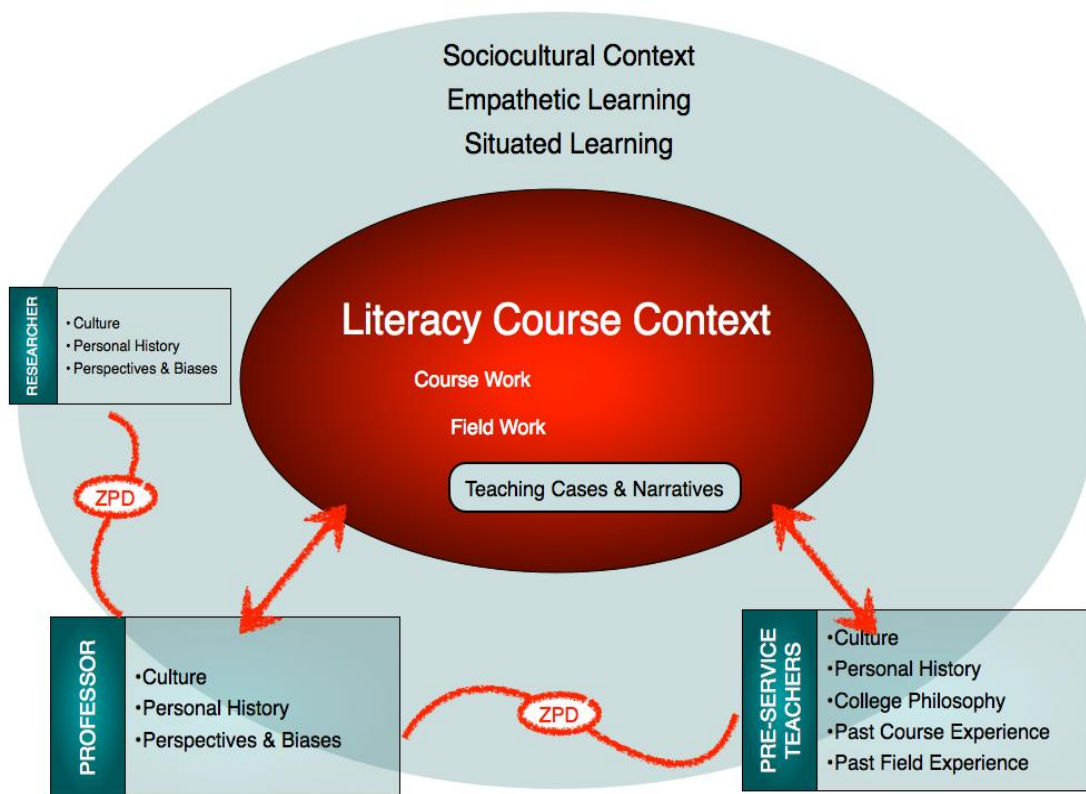 Sociocultural Context
Empathetic Learning
Situated Learning
Literacy Course Context
Course Work
Field Work
Teaching Cases & Narratives
RESEARCHER
• Culture
• Personal History
• Perspectives & Biases
ZPD
PROFESSOR
•Culture
•Personal History
•Perspectives & Biases
ZPD
PRE-SERVICE
TEACHERS
•Culture
•Personal History
•College Philosophy
•Past Course Experience
•Past Field Experience